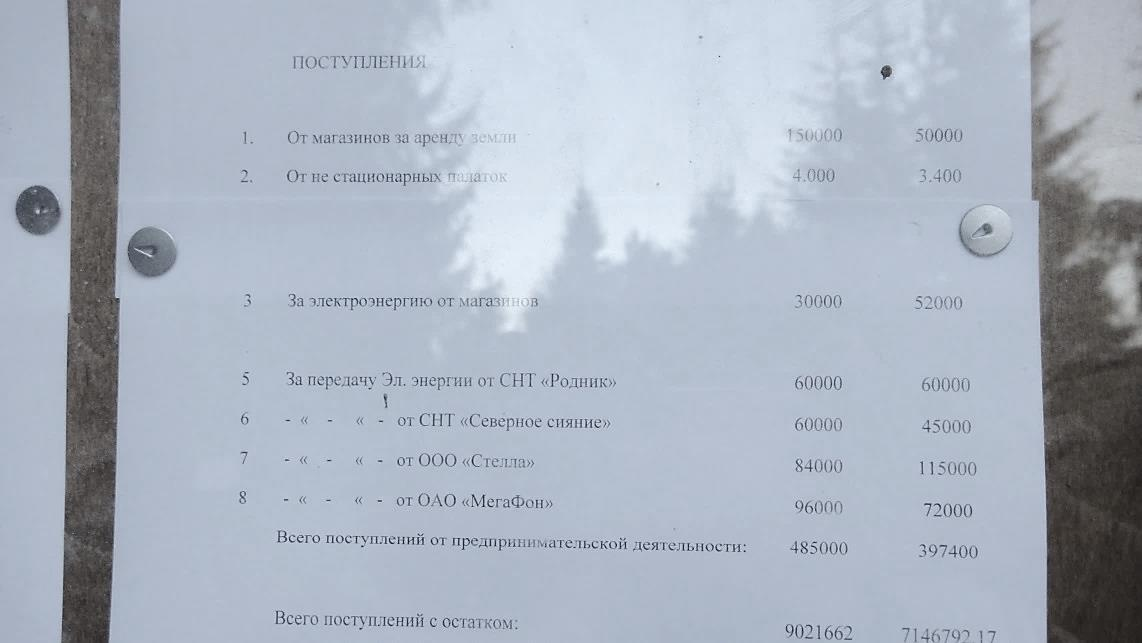 ПОСТУПЛЕНИЯ
1. От магазинов за аренду земли 150000 50000
2. От не стационарных палаток 4.000 3.400
3 За электроэнергию от магазинов 30000 52000
5 За передачу Эл. энергии от СНТ «Родник» 60000 60000
6 - « - « - от СНТ «Северное сияние» 60000 45000
7 - « - « - от ООО «Стелла» 84000 115000
8 - « - « - от ОАО «МегаФон» 96000 72000
Всего поступлений от предпринимательской деятельности: 485000 397400
Всего поступлений с остатком: 9021662 7146792 17